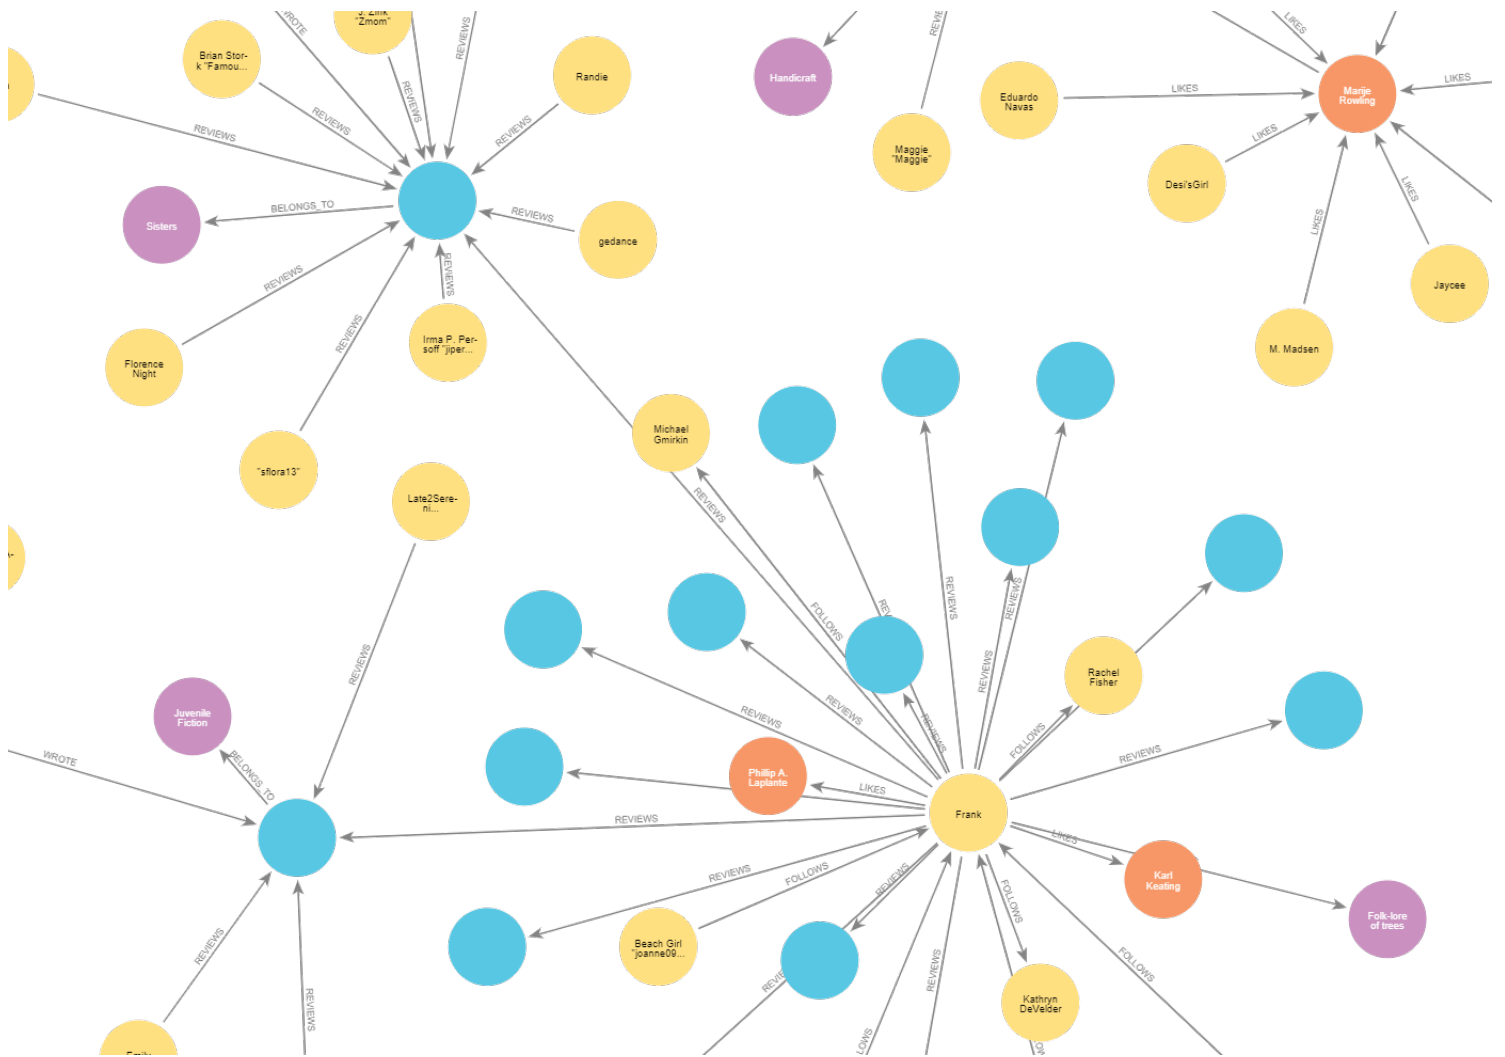 WROTE
J. Zink
"Zmom"
REVIEWS
REVIEWS
Brian Stor-
k "Famou...
Randie
REVIEWS
REVIEWS
REVIEWS
Handicraft
Maggie
"Maggie"
Eduardo
Navas
LIKES
LIKES
Marije
Rowling
LIKES
LIKES
Desi'sGirl
LIKES
LIKES
Jaycee
M. Madsen
REVIEWS
Sisters
BELONGS_TO
REVIEWS
gedance
REVIEWS
Florence
Night
REVIEWS
REVIEWS
Irma P. Per-
soff "jiper...
"sflora13"
Michael
Gmirkin
Late2Sere-
ni...
REVIEWS
REVIEWS
FOLLOWS
REVIEWS
REVIEWS
REVIEWS
Rachel
Fisher
FOLLOWS
REVIEWS
Juvenile
Fiction
BELONGS_TO
WROTE
REVIEWS
REVIEWS
REVIEWS
Phillip A.
Laplante
LIKES
Frank
REVIEWS
LIKES
Karl
Keating
Folk-lore
of trees
REVIEWS
FOLLOWS
REVIEWS
Beach Girl
"joanne09...
FOLLOWS
Kathryn
DeVelder
FOLLOWS
REVIEWS
REVIEWS
REVIEWS
Emily